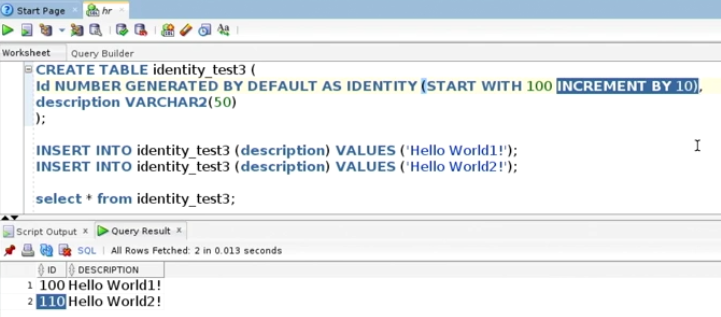 Start Page
hr
Worksheet Query Builder
CREATE TABLE identity_test3 (
Id NUMBER GENERATED BY DEFAULT AS IDENTITY (START WITH 100 INCREMENT BY 10),
description VARCHAR2(50)
);
INSERT INTO identity_test3 (description) VALUES ('Hello World1!');
INSERT INTO identity_test3 (description) VALUES ('Hello World2!');
select * from identity_test3;
Script Output x Query Result x
SQL | All Rows Fetched: 2 in 0.013 seconds
ID DESCRIPTION
1 100 Hello World1!
2 110 Hello World2!